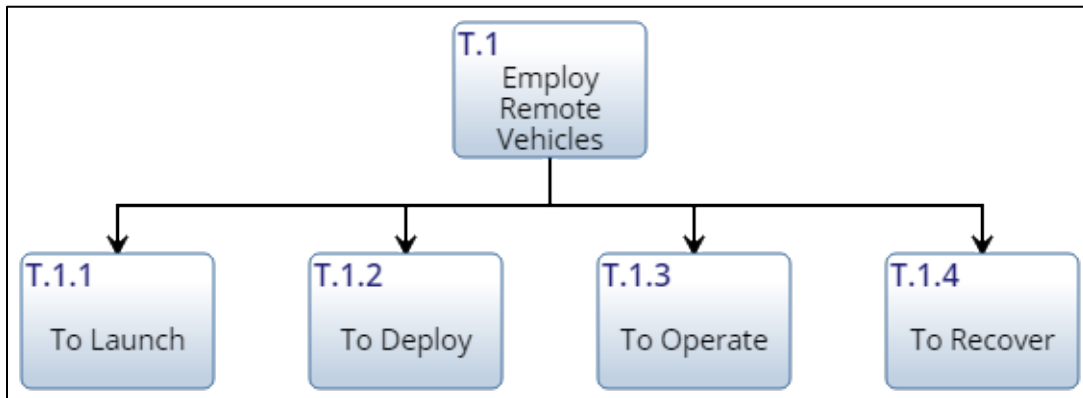 T.1
Employ
Remote
Vehicles
T.1.1
To Launch
T.1.2
To Deploy
T.1.3
To Operate
T.1.4
To Recover